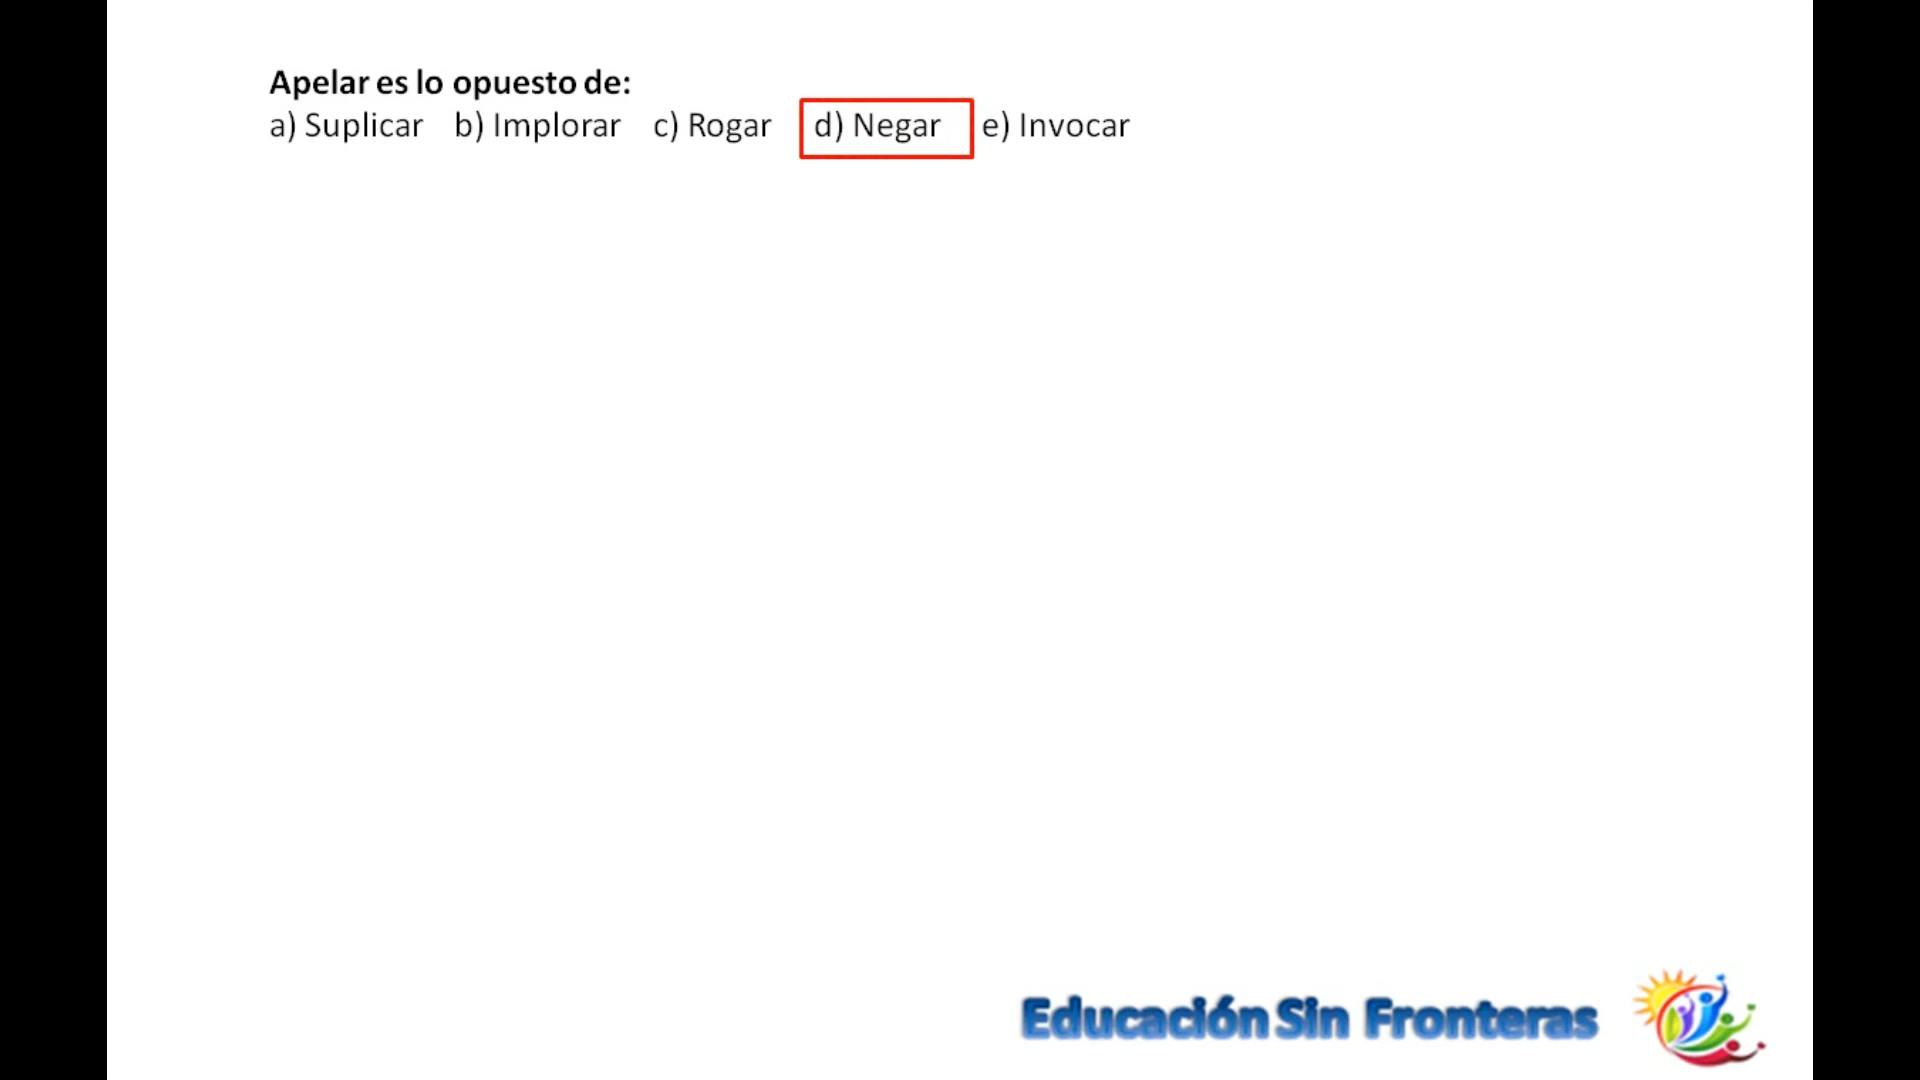 Apelar es lo opuesto de:
a) Suplicar b) Implorar c) Rogar d) Negar e) Invocar
Educación Sin Fronteras